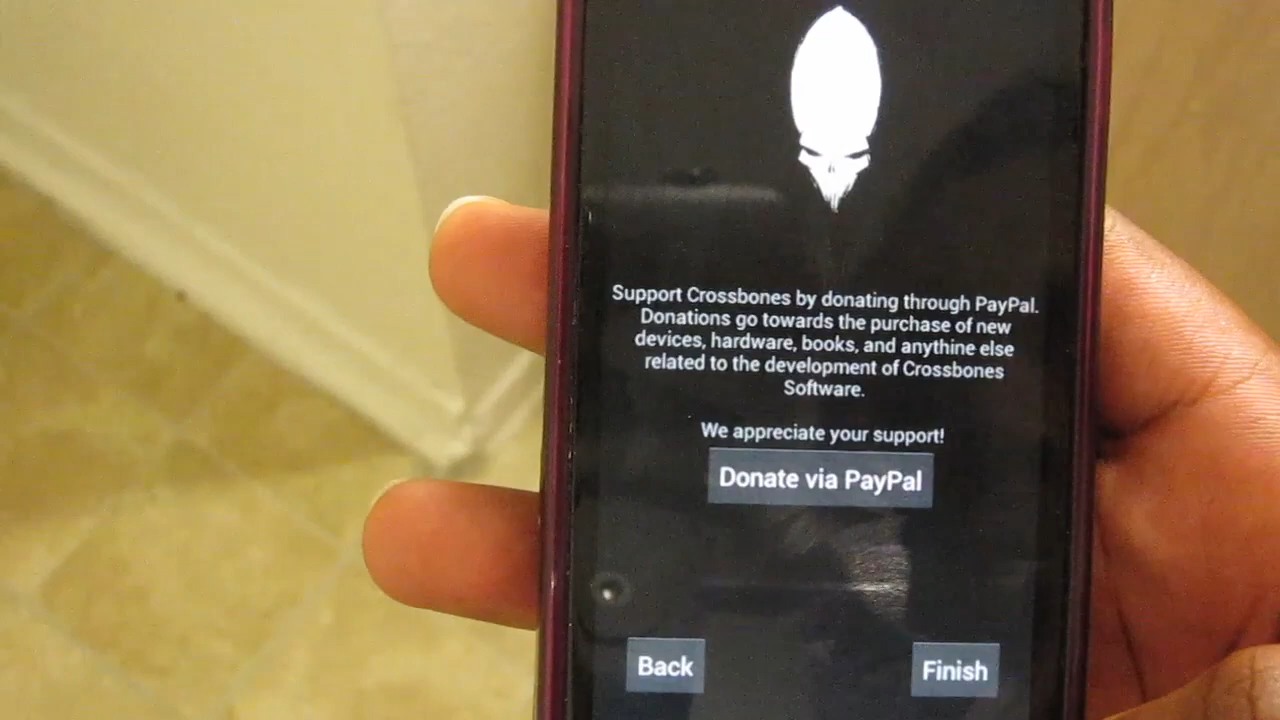 Support Crossbones by donating through PayPal.
Donations go towards the purchase of new
devices, hardware, books, and anythine else
related to the development of Crossbones
Software.
We appreciate your support!
Donate via PayPal
Back
Finish